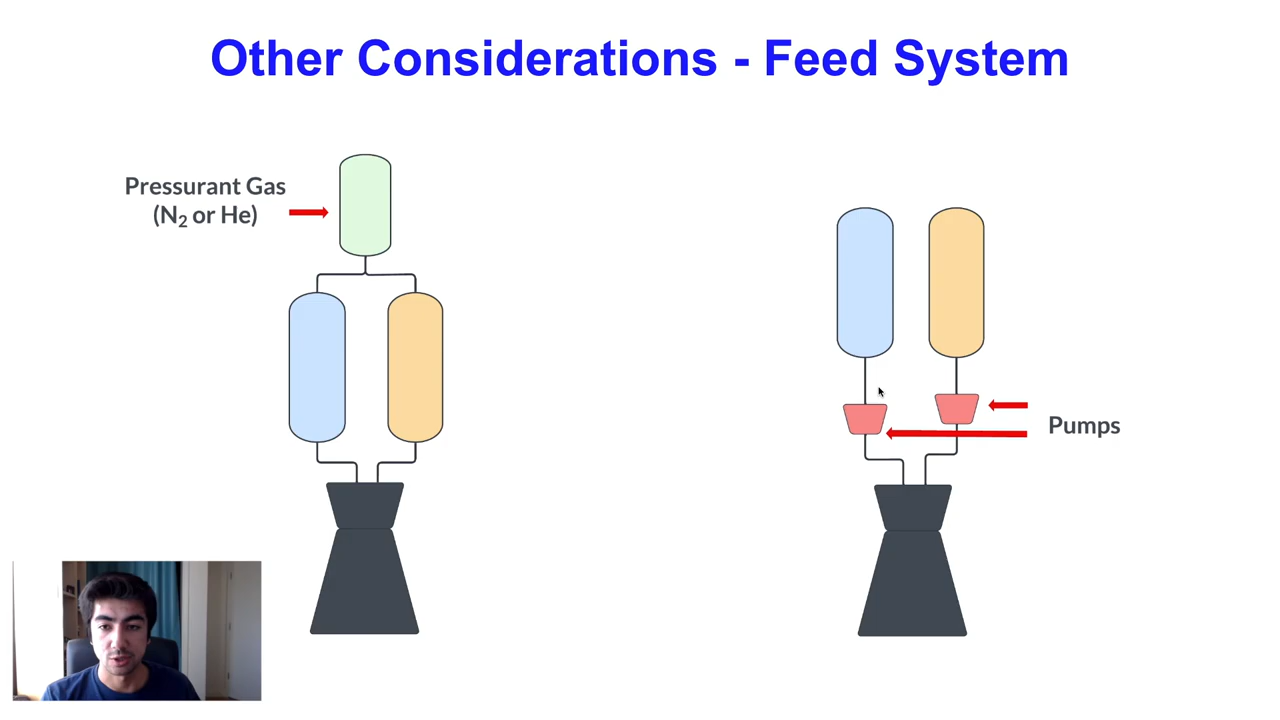 Other Considerations - Feed System
Pressurant Gas
(N₂ or He)
Pumps